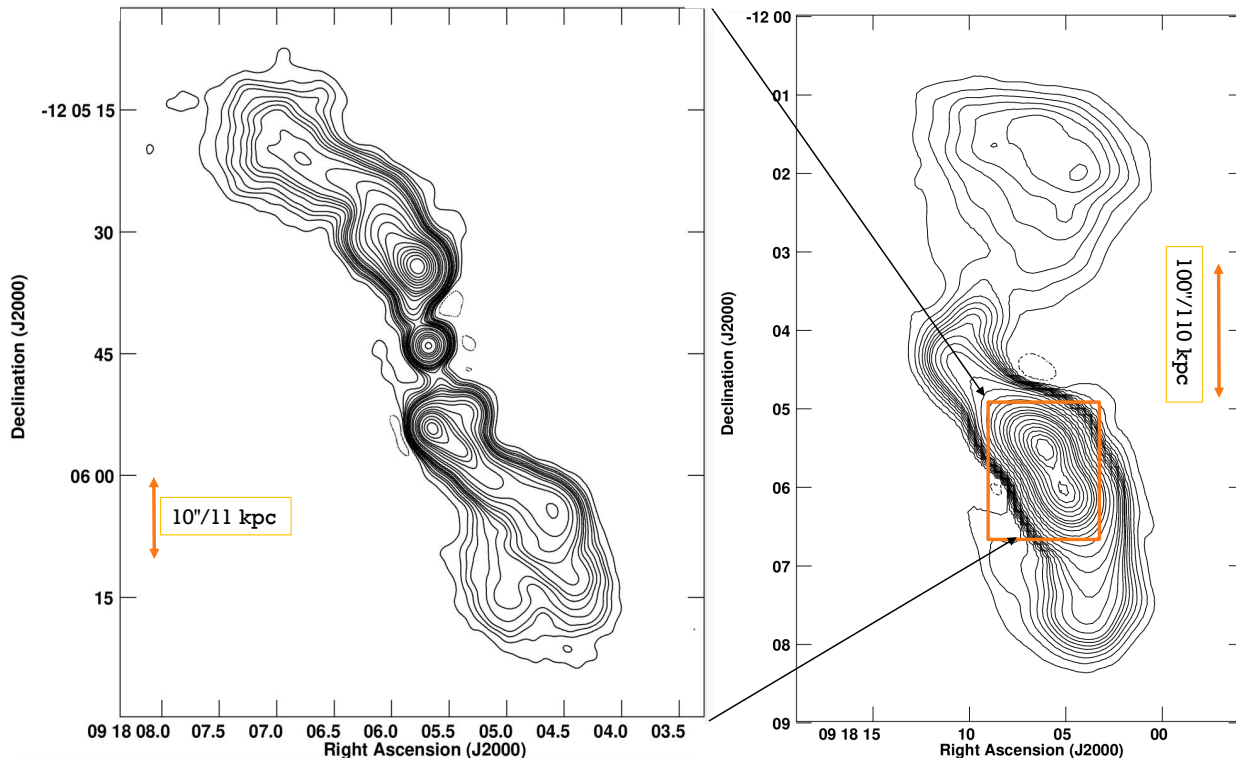 -12 05 15
30
45
06 00
15
Declination (J2000)
10"/11 kpc
09 18 08.0 07.5 07.0 06.5 06.0 05.5 05.0 04.5 04.0 03.5
Right Ascension (J2000)
-12 00
01
02
03
04
05
06
07
08
09
Declination (J2000)
100"/110 kpc
09 18 15 10 05 00
Right Ascension (J2000)